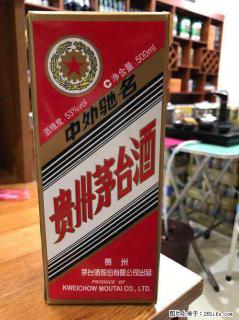 酒精度:53%vol
净含量:500ml
中外驰名
贵州茅台酒
贵州
茅台酒股份有限公司出品
PRODUCE OF
KWEICHOW MOUTAI CO., LTD.